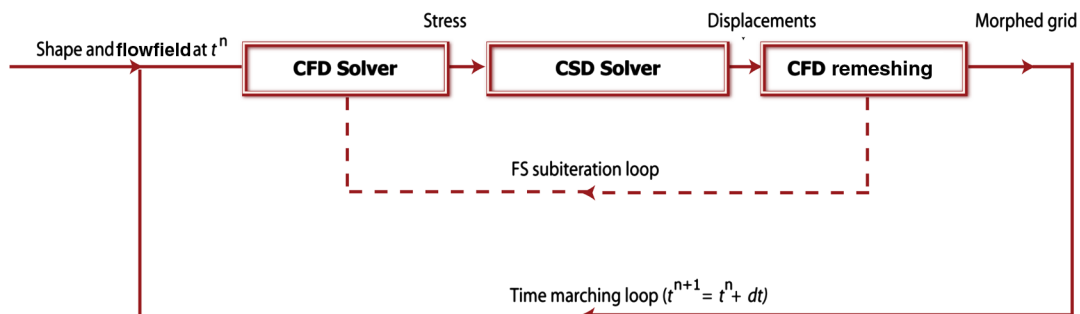 Stress
Displacements
Morphed grid
Shape and flowfield at t^n
CFD Solver
CSD Solver
CFD remeshing
FS subiteration loop
Time marching loop (t^n+1 = t^n + dt)